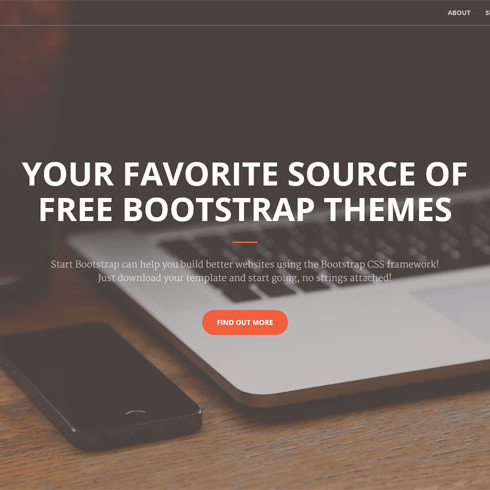 ABOUT
YOUR FAVORITE SOURCE OF
FREE BOOTSTRAP THEMES
Start Bootstrap can help you build better websites using the Bootstrap CSS framework!
Just download your template and start going, no strings attached!
FIND OUT MORE